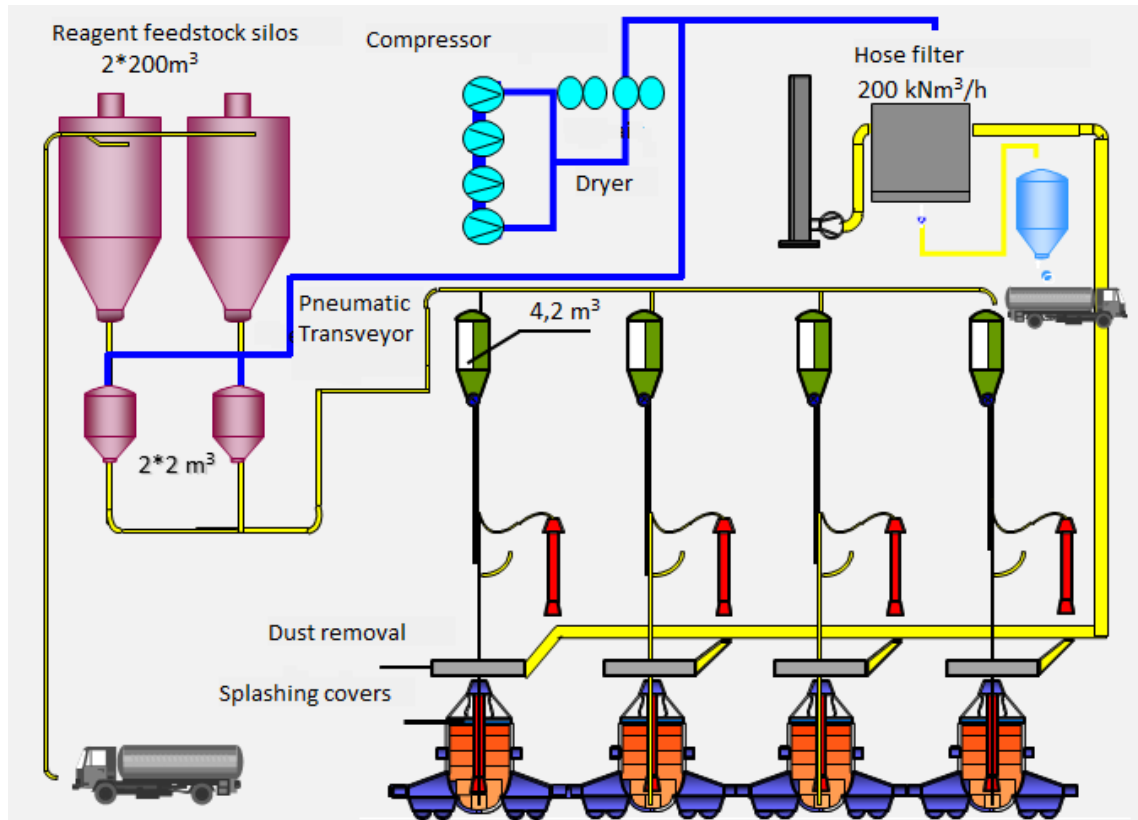 Reagent feedstock silos
2*200m³
Compressor
Hose filter
200 kNm³/h
Dryer
Pneumatic
Transveyor
4,2 m³
2*2 m³
Dust removal
Splashing covers